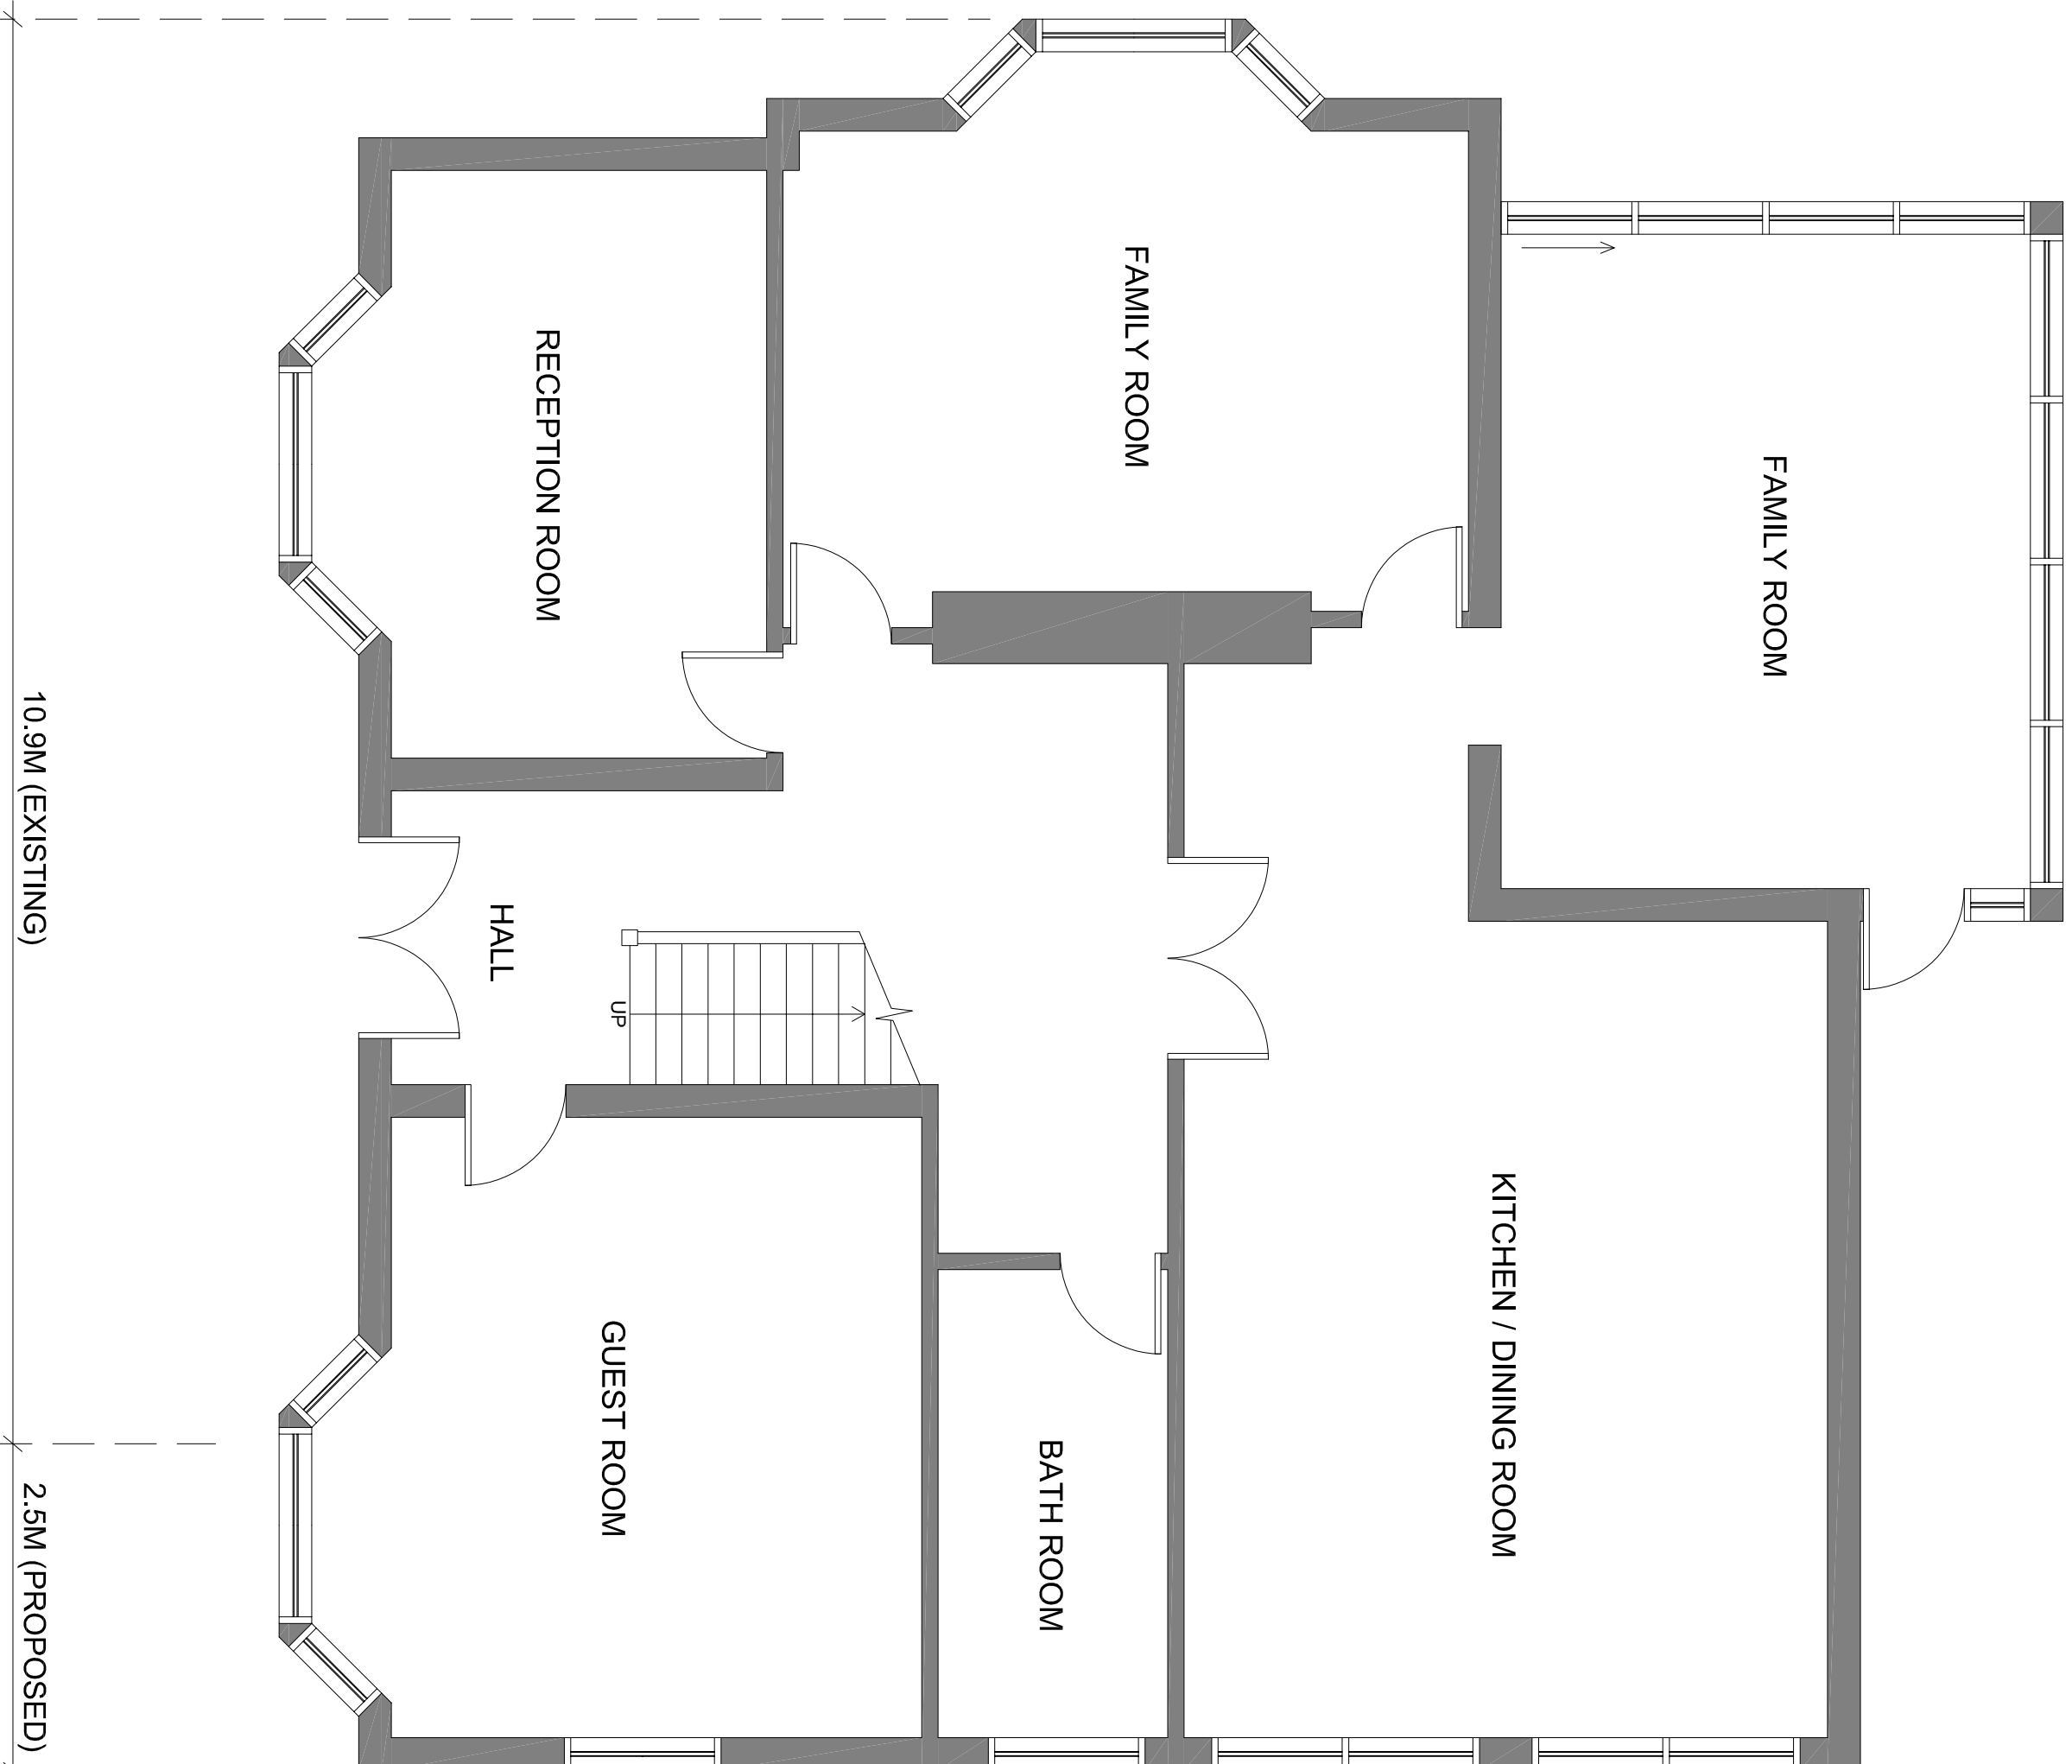 FAMILY ROOM
FAMILY ROOM
RECEPTION ROOM
KITCHEN / DINING ROOM
HALL
UP
BATH ROOM
GUEST ROOM
10.9M (EXISTING)
2.5M (PROPOSED)